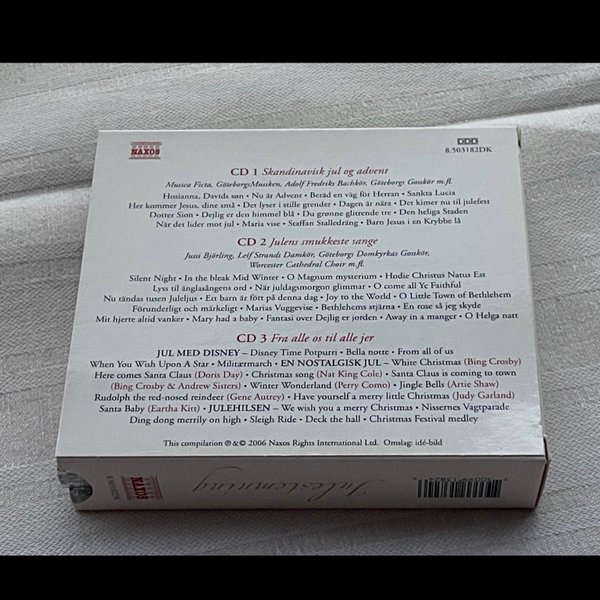 NAXOS
DDD
8.503182DK
CD 1 Skandinavisk jul og advent
Musica Ficta, GöteborgsMusiken, Adolf Fredriks Bachkör, Göteborgs Gosskör m.fl.
Hosianna, Davids søn • Nu är Advent • Beråd en väg för Herran • Sankta Lucia
Her kommer Jesus, dine små • Det lyser i stille grender • Dagen är nära • Det kimer nu til julefest
Dotter Sion • Dejlig er den himmel blå • Du grønne glitrende tre • Den heliga Staden
Når det lider mot jul • Maria vise • Staffan Stalledräng • Barn Jesus i en Krybbe lå
CD 2 Julens smukkeste sange
Jussi Björling, Leif Strands Damkör, Göteborgs Domkyrkas Gosskör,
Worcester Cathedral Choir m.fl.
Silent Night • In the bleak Mid Winter • O Magnum mysterium • Hodie Christus Natus Est
Lyss til änglasångens ord • När juldagsmorgon glimmar • O come all Ye Faithful
Nu tändas tusen Juleljus • Ett barn är fött på denna dag • Joy to the World • O Little Town of Bethlehem
Förunderligt och märkeligt • Marias Vuggevise • Bethlehems stjärna • En rose så jeg skyde
Mit hjerte altid vanker • Mary had a baby • Fantasi over Dejlig er jorden • Away in a manger • O Helga natt
CD 3 Fra alle os til alle jer
JUL MED DISNEY – Disney Time Potpurri • Bella notte • From all of us
When You Wish Upon A Star • Militærmarch • EN NOSTALGISK JUL – White Christmas (Bing Crosby)
Here comes Santa Claus (Doris Day) • Christmas song (Nat King Cole) • Santa Claus is coming to town
(Bing Crosby & Andrew Sisters) • Winter Wonderland (Perry Como) • Jingle Bells (Artie Shaw)
Rudolph the red-nosed reindeer (Gene Autrey) • Have yourself a merry little Christmas (Judy Garland)
Santa Baby (Eartha Kitt) • JULEHILSEN – We wish you a merry Christmas • Nissernes Vagtparade
Ding dong merrily on high • Sleigh Ride • Deck the hall • Christmas Festival medley
This compilation ℗ & © 2006 Naxos Rights International Ltd. Omslag: idé-bild
NAXOS
Julestemning